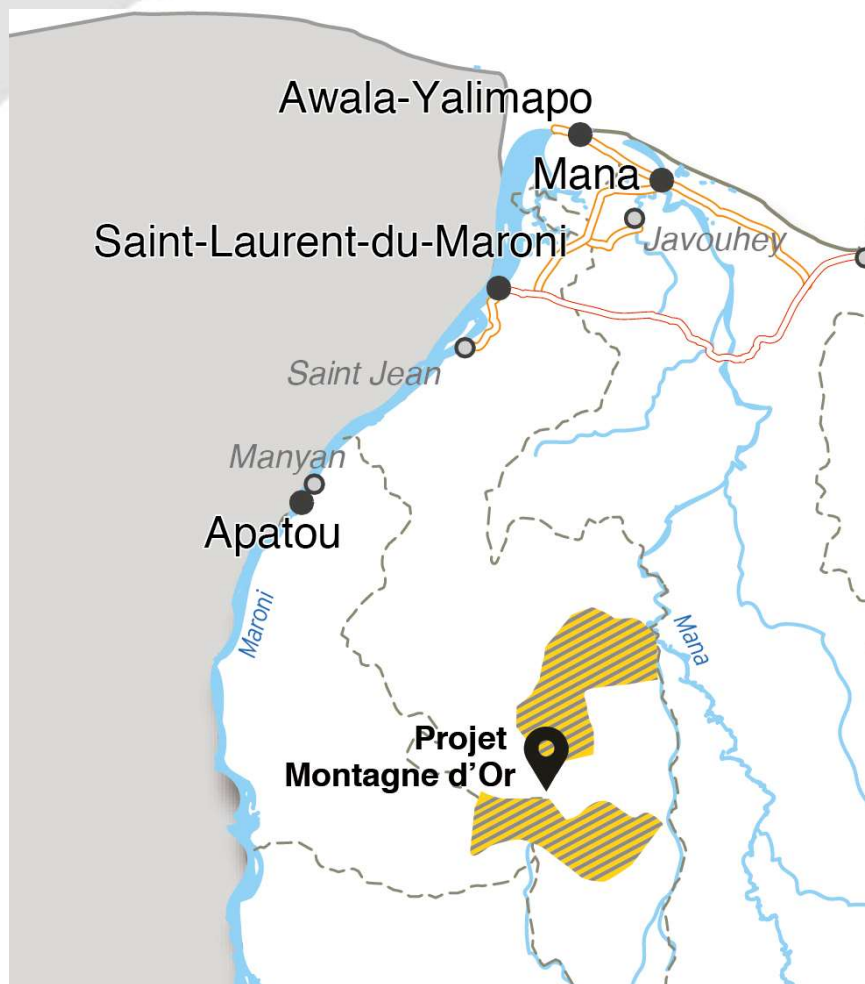 Awala-Yalimapo
Mana
Saint-Laurent-du-Maroni
Javouhey
Saint Jean
Manyan
Apatou
Maroni
Mana
Projet
Montagne d'Or